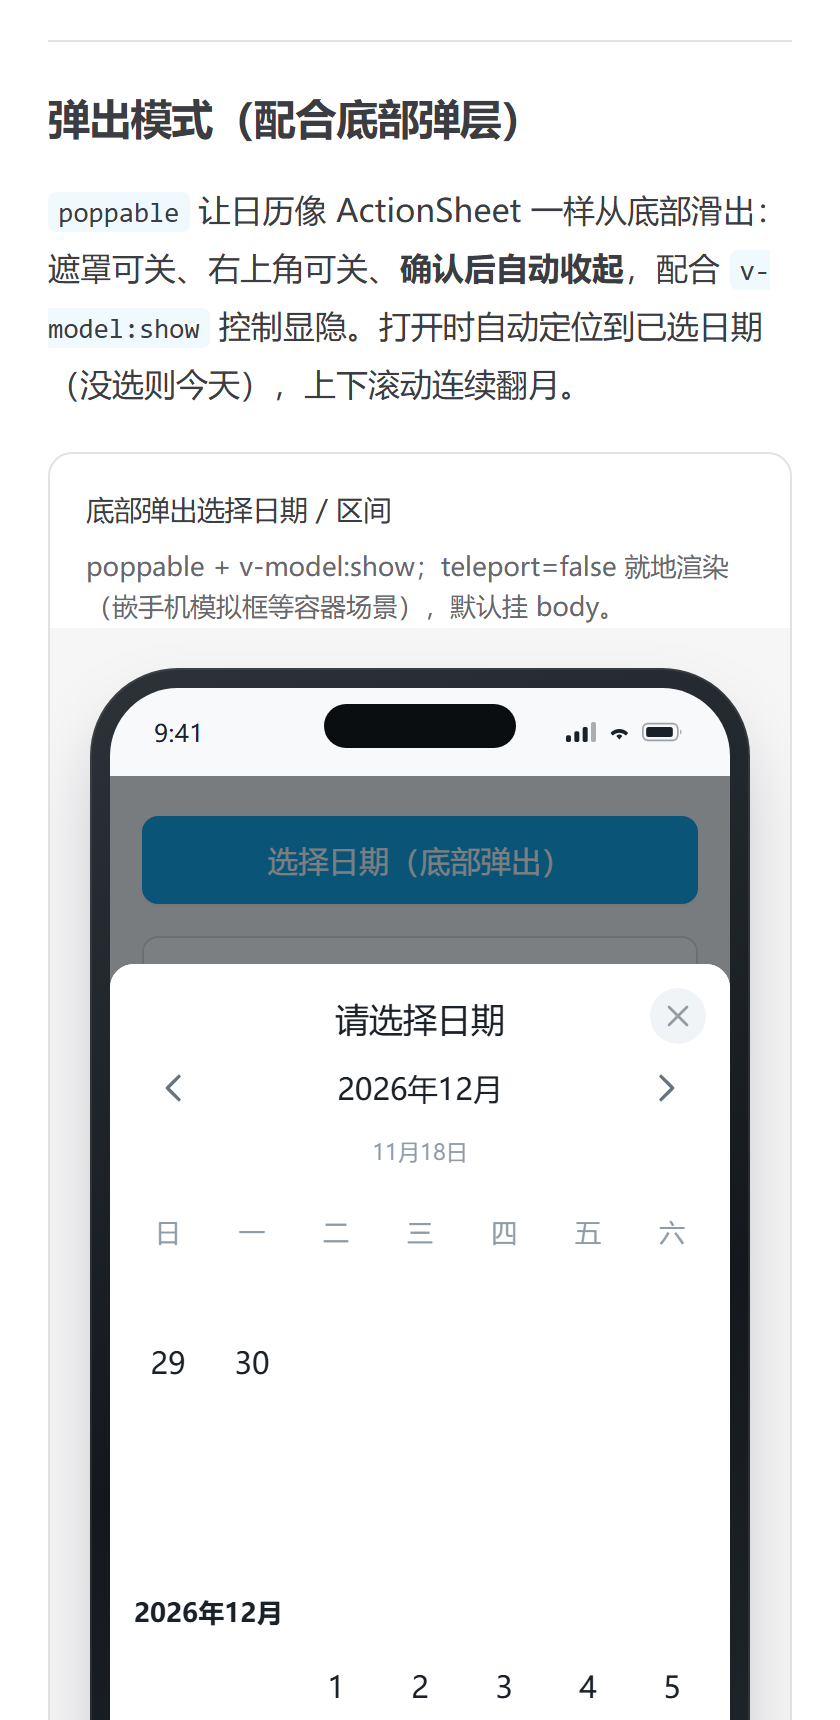 弹出模式（配合底部弹层）
poppable 让日历像 ActionSheet 一样从底部滑出：
遮罩可关、右上角可关、确认后自动收起，配合 v-
model:show 控制显隐。打开时自动定位到已选日期
（没选则今天），上下滚动连续翻月。
底部弹出选择日期 / 区间
poppable + v-model:show；teleport=false 就地渲染
（嵌手机模拟框等容器场景），默认挂 body。
9:41
选择日期（底部弹出）
请选择日期
2026年12月
11月18日
日 一 二 三 四 五 六
29 30
2026年12月
1 2 3 4 5